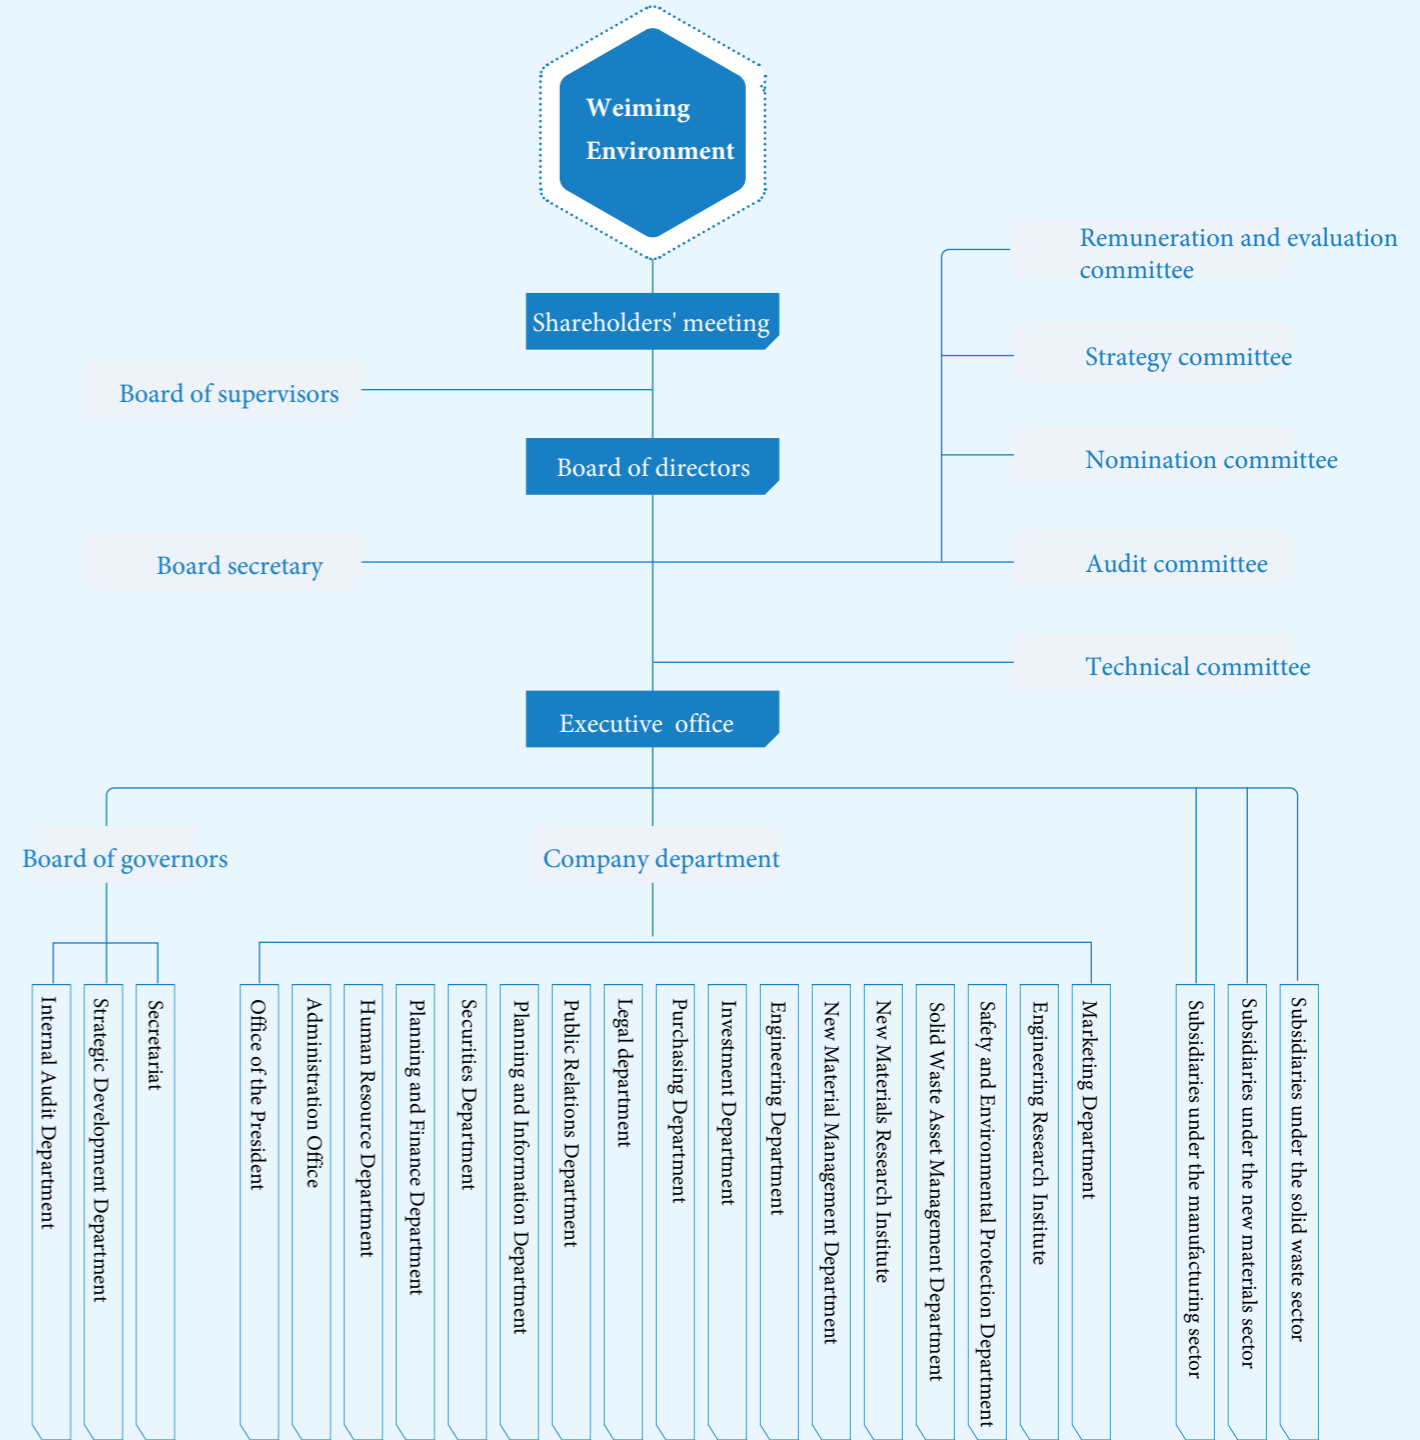 Weiming
Environment
Shareholders' meeting
Board of supervisors
Board of directors
Board secretary
Remuneration and evaluation
committee
Strategy committee
Nomination committee
Audit committee
Technical committee
Executive office
Board of governors
Company department
Internal Audit Department
Strategic Development Department
Secretariat
Office of the President
Administration Office
Human Resource Department
Planning and Finance Department
Securities Department
Planning and Information Department
Public Relations Department
Legal department
Purchasing Department
Investment Department
Engineering Department
New Material Management Department
New Materials Research Institute
Solid Waste Asset Management Department
Safety and Environmental Protection Department
Engineering Research Institute
Marketing Department
Subsidiaries under the manufacturing sector
Subsidiaries under the new materials sector
Subsidiaries under the solid waste sector